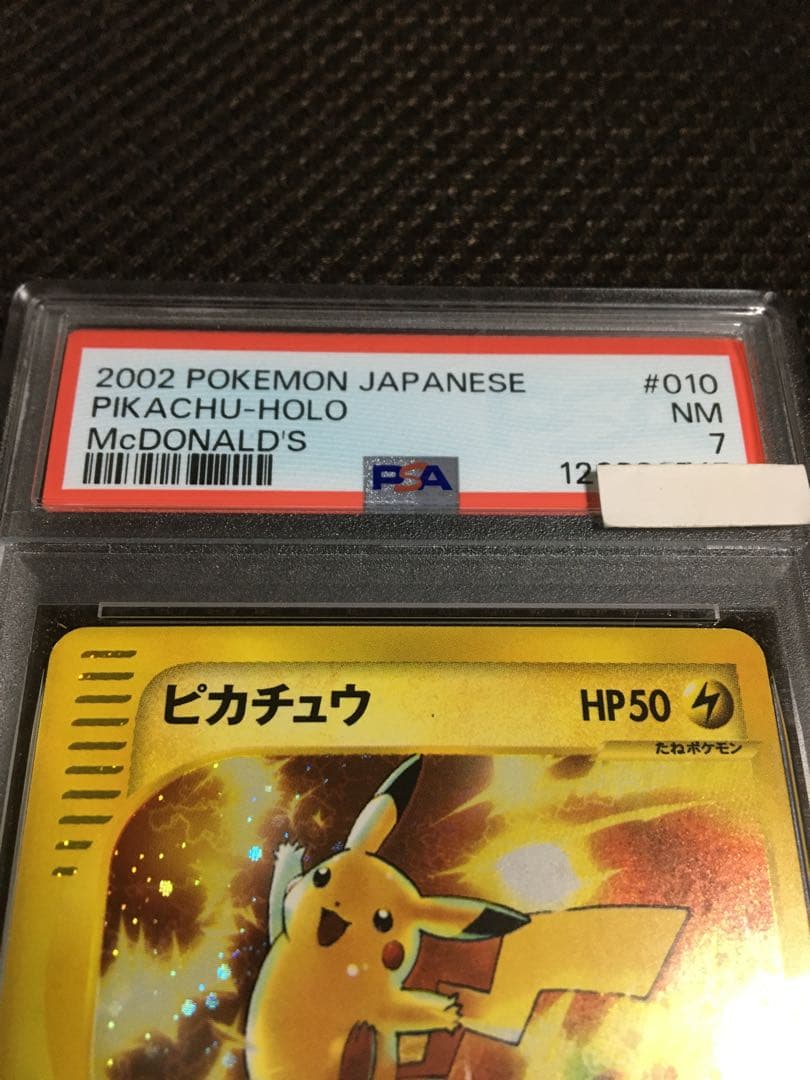 2002 POKEMON JAPANESE #010
PIKACHU-HOLO NM
McDONALD'S 7
PSA
ピカチュウ HP50
たねポケモン